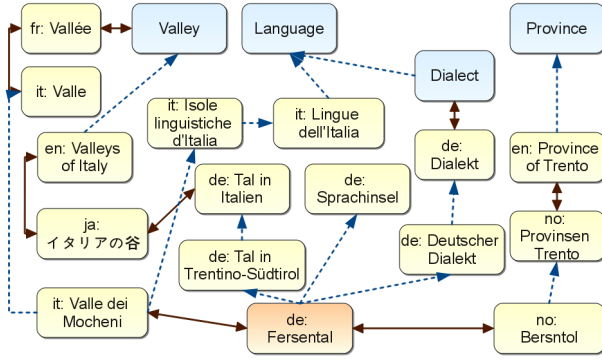 fr: Vallée
Valley
Language
Province
it: Valle
Dialect
it: Isole
linguistiche
d'Italia
it: Lingue
dell'Italia
en: Valleys
of Italy
de:
Dialekt
en: Province
of Trento
de: Tal in
Italien
de:
Sprachinsel
ja:
イタリアの谷
no:
Provinsen
Trento
de: Tal in
Trentino-Südtirol
de: Deutscher
Dialekt
it: Valle dei
Mocheni
de:
Fersental
no:
Bersntol